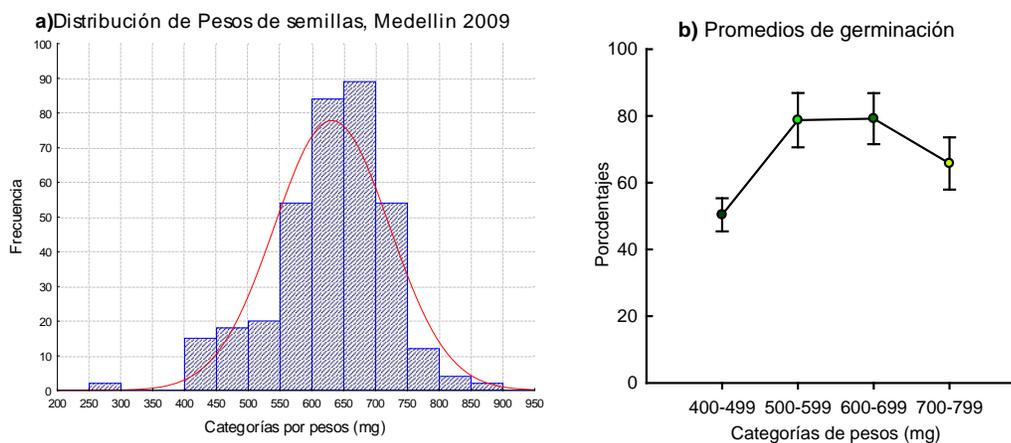 a)Distribución de Pesos de semillas, Medellin 2009
100
90
80
70
60
50
40
30
20
10
0
Frecuencia
200 250 300 350 400 450 500 550 600 650 700 750 800 850 900 950
Categorías por pesos (mg)
b) Promedios de germinación
100
80
60
40
20
0
Porcdentajes
400-499 500-599 600-699 700-799
Categorías de pesos (mg)